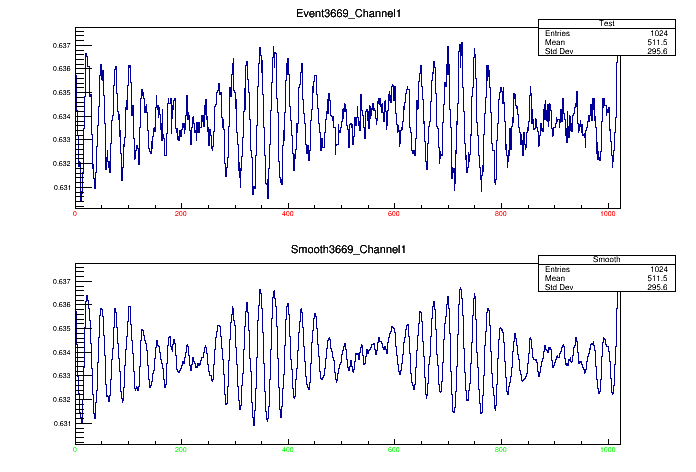 Event3669_Channel1
Test
Entries 1024
Mean 511.5
Std Dev 295.6
0.637
0.636
0.635
0.634
0.633
0.632
0.631
0 200 400 600 800 1000
Smooth3669_Channel1
Smooth
Entries 1024
Mean 511.5
Std Dev 295.6
0.637
0.636
0.635
0.634
0.633
0.632
0.631
0 200 400 600 800 1000